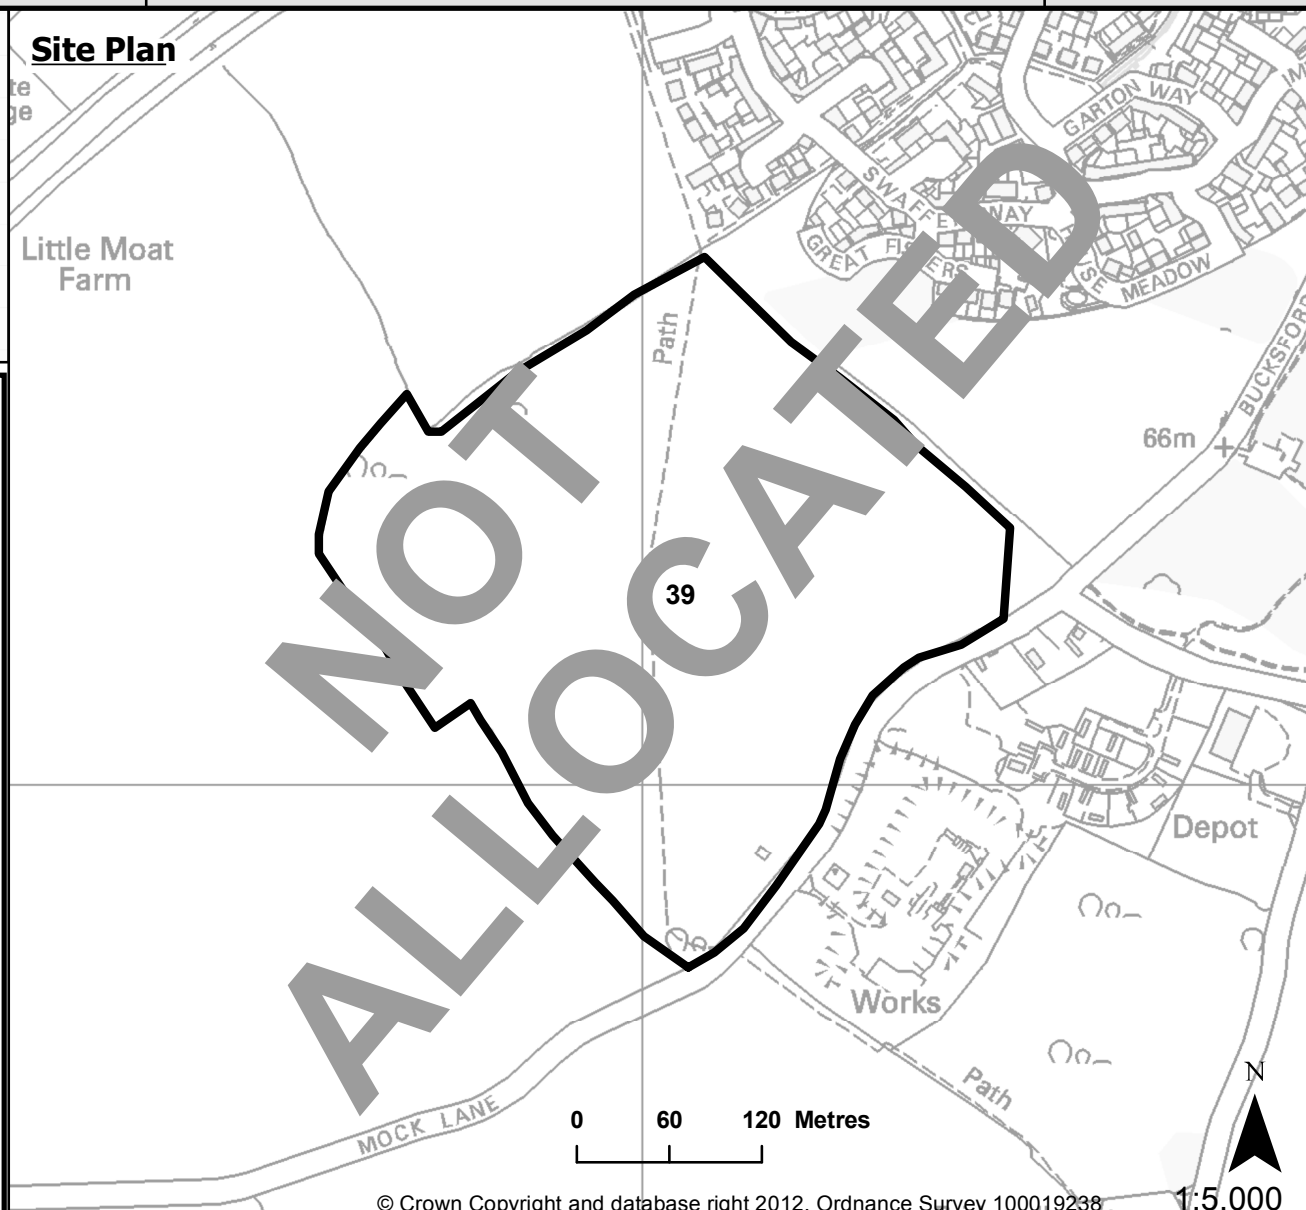 Site Plan
te
ge
GARTON WAY
SWAFFER WAY
GREAT FISHERS
MEADOW
Little Moat
Farm
Path
BUCKSFORD
66m
NOT
ALLOCATED
39
Depot
Works
Path
MOCK LANE
0 60 120 Metres
N
1:5,000
© Crown Copyright and database right 2012. Ordnance Survey 100019238